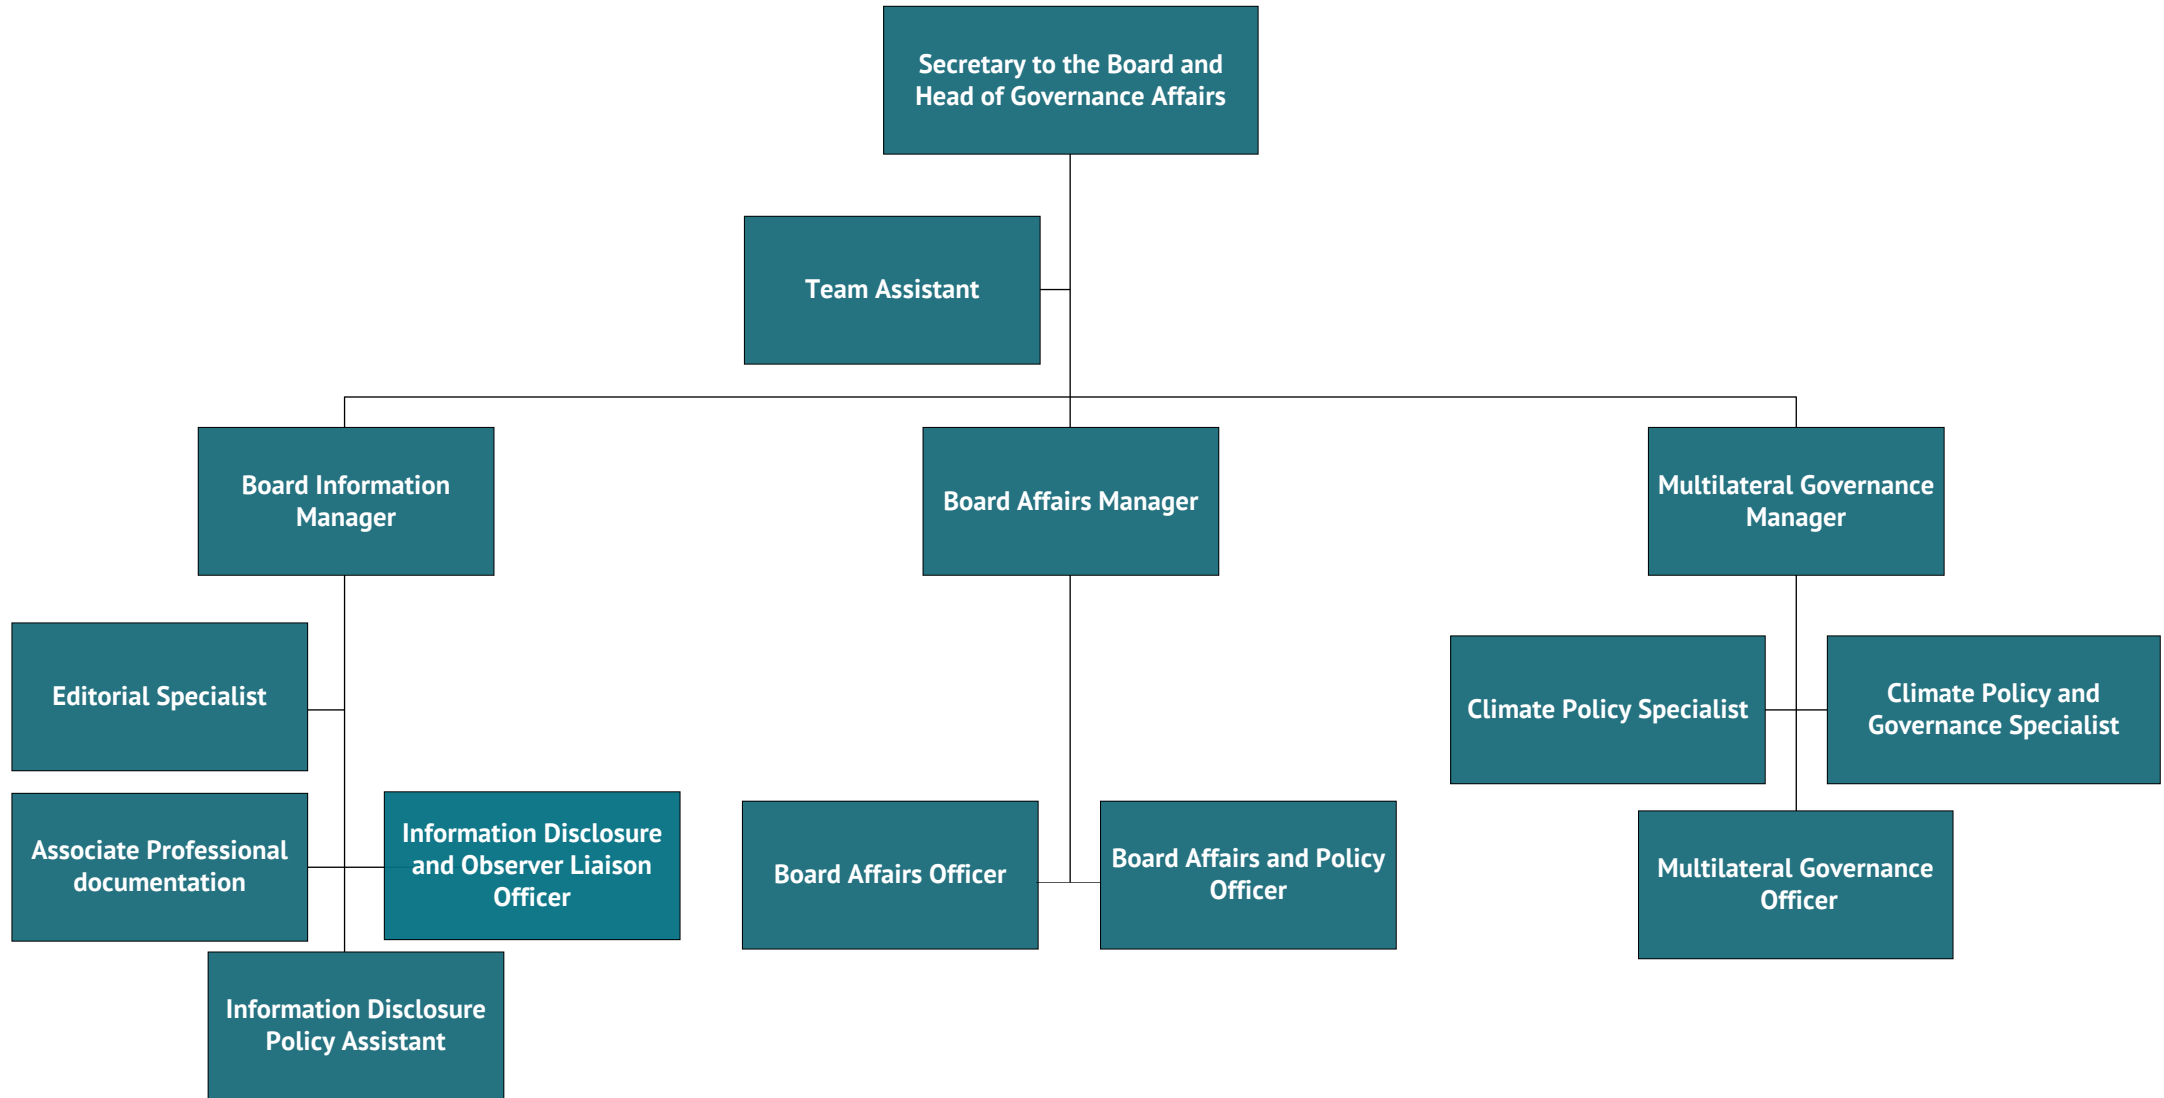 Secretary to the Board and
Head of Governance Affairs
Team Assistant
Board Information
Manager
Board Affairs Manager
Multilateral Governance
Manager
Editorial Specialist
Climate Policy Specialist
Climate Policy and
Governance Specialist
Associate Professional
documentation
Information Disclosure
and Observer Liaison
Officer
Board Affairs Officer
Board Affairs and Policy
Officer
Multilateral Governance
Officer
Information Disclosure
Policy Assistant